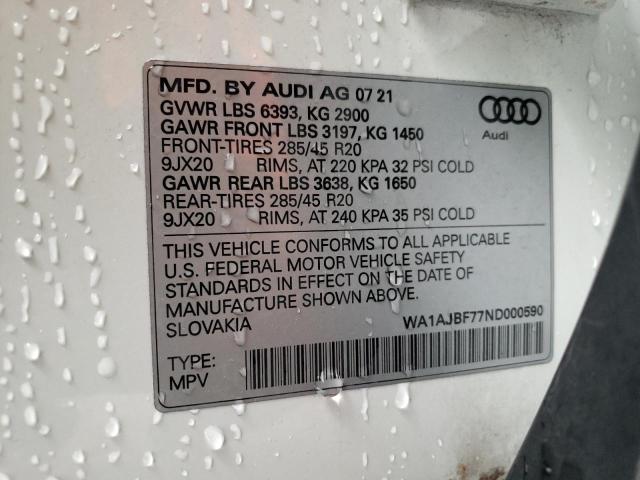 MFD. BY AUDI AG 07 21
GVWR LBS 6393, KG 2900
GAWR FRONT LBS 3197, KG 1450
FRONT-TIRES 285/45 R20
9JX20 RIMS, AT 220 KPA 32 PSI COLD
GAWR REAR LBS 3638, KG 1650
REAR-TIRES 285/45 R20
9JX20 RIMS, AT 240 KPA 35 PSI COLD
Audi
THIS VEHICLE CONFORMS TO ALL APPLICABLE
U.S. FEDERAL MOTOR VEHICLE SAFETY
STANDARDS IN EFFECT ON THE DATE OF
MANUFACTURE SHOWN ABOVE.
SLOVAKIA WA1AJBF77ND000590
TYPE:
MPV